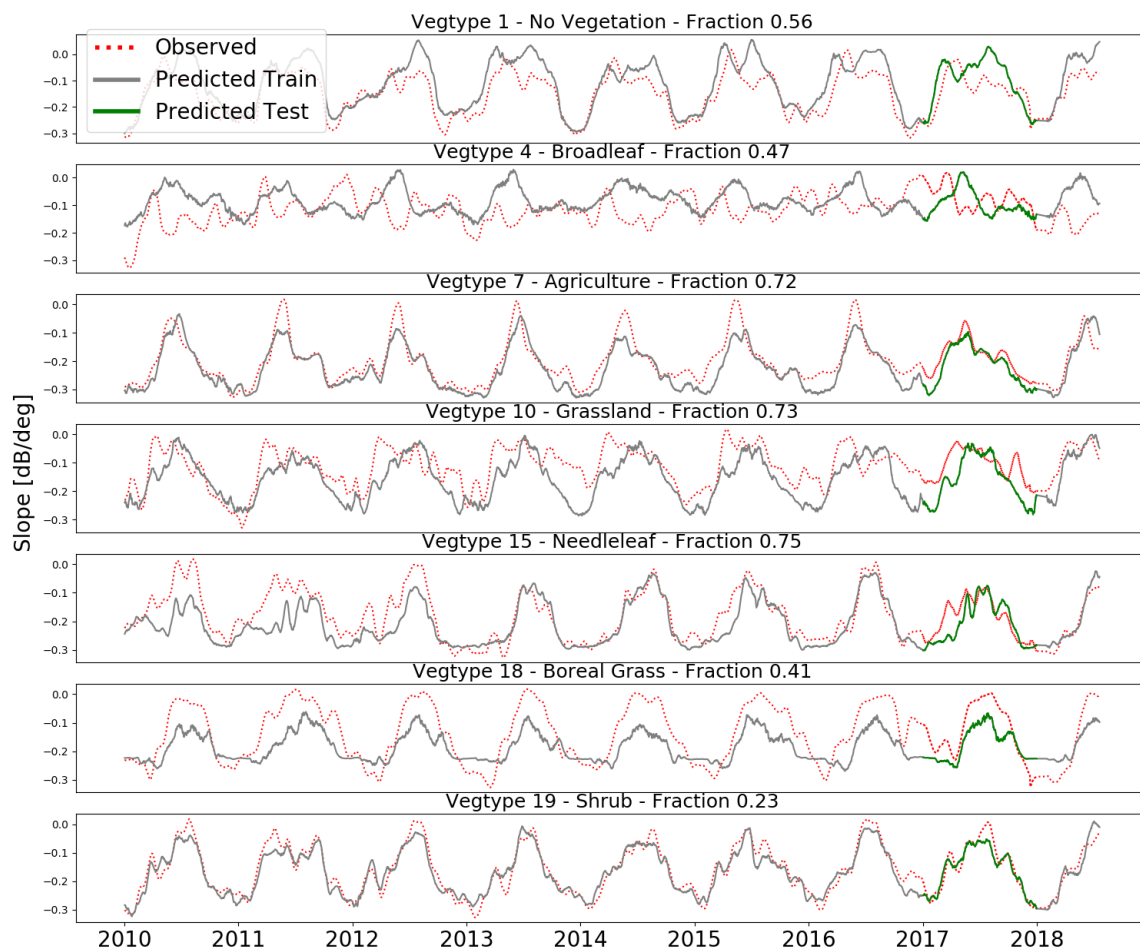 Vegtype 1 - No Vegetation - Fraction 0.56
Observed
Predicted Train
Predicted Test
0.0
−0.1
−0.2
−0.3
Vegtype 4 - Broadleaf - Fraction 0.47
0.0
−0.1
−0.2
−0.3
Vegtype 7 - Agriculture - Fraction 0.72
0.0
−0.1
−0.2
−0.3
Vegtype 10 - Grassland - Fraction 0.73
0.0
−0.1
−0.2
−0.3
Slope [dB/deg]
Vegtype 15 - Needleleaf - Fraction 0.75
0.0
−0.1
−0.2
−0.3
Vegtype 18 - Boreal Grass - Fraction 0.41
0.0
−0.1
−0.2
−0.3
Vegtype 19 - Shrub - Fraction 0.23
0.0
−0.1
−0.2
−0.3
2010 2011 2012 2013 2014 2015 2016 2017 2018